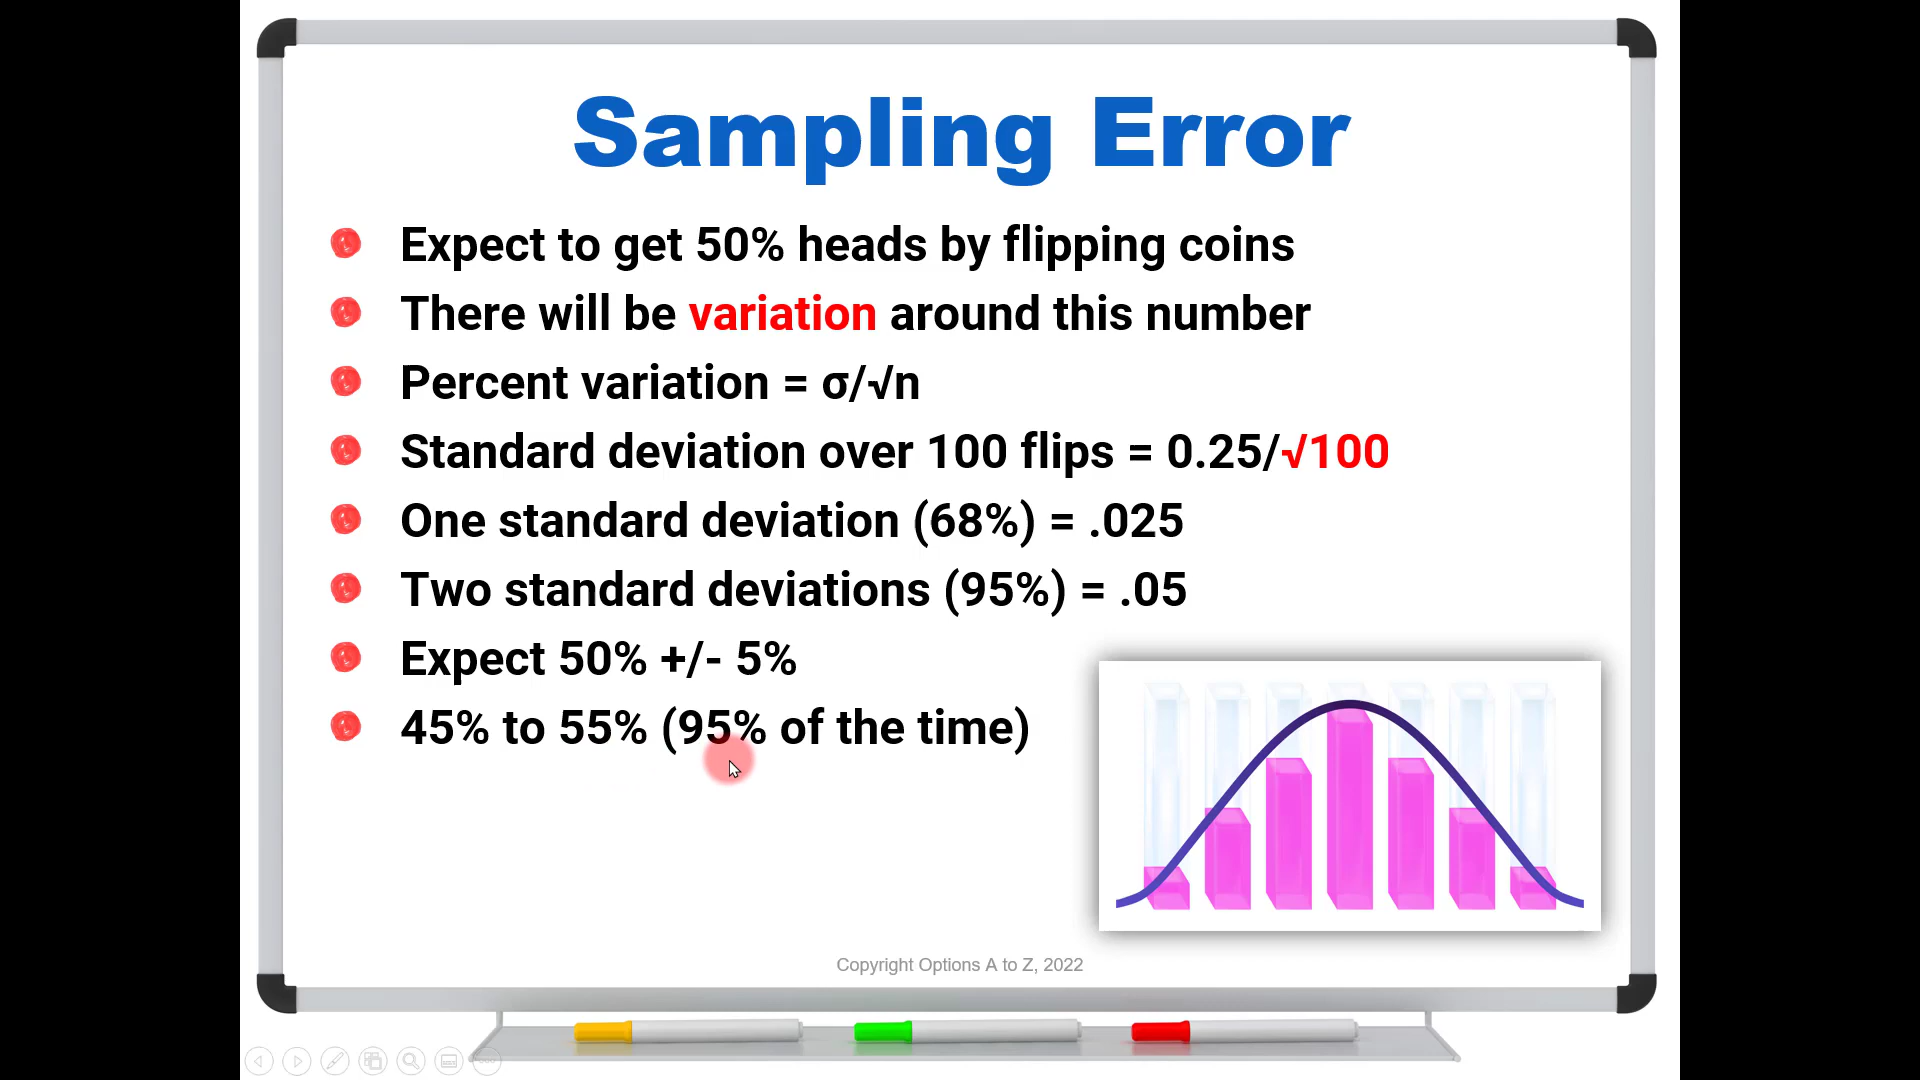 Sampling Error
Expect to get 50% heads by flipping coins
There will be variation around this number
Percent variation = σ/√n
Standard deviation over 100 flips = 0.25/√100
One standard deviation (68%) = .025
Two standard deviations (95%) = .05
Expect 50% +/- 5%
45% to 55% (95% of the time)
Copyright Options A to Z, 2022